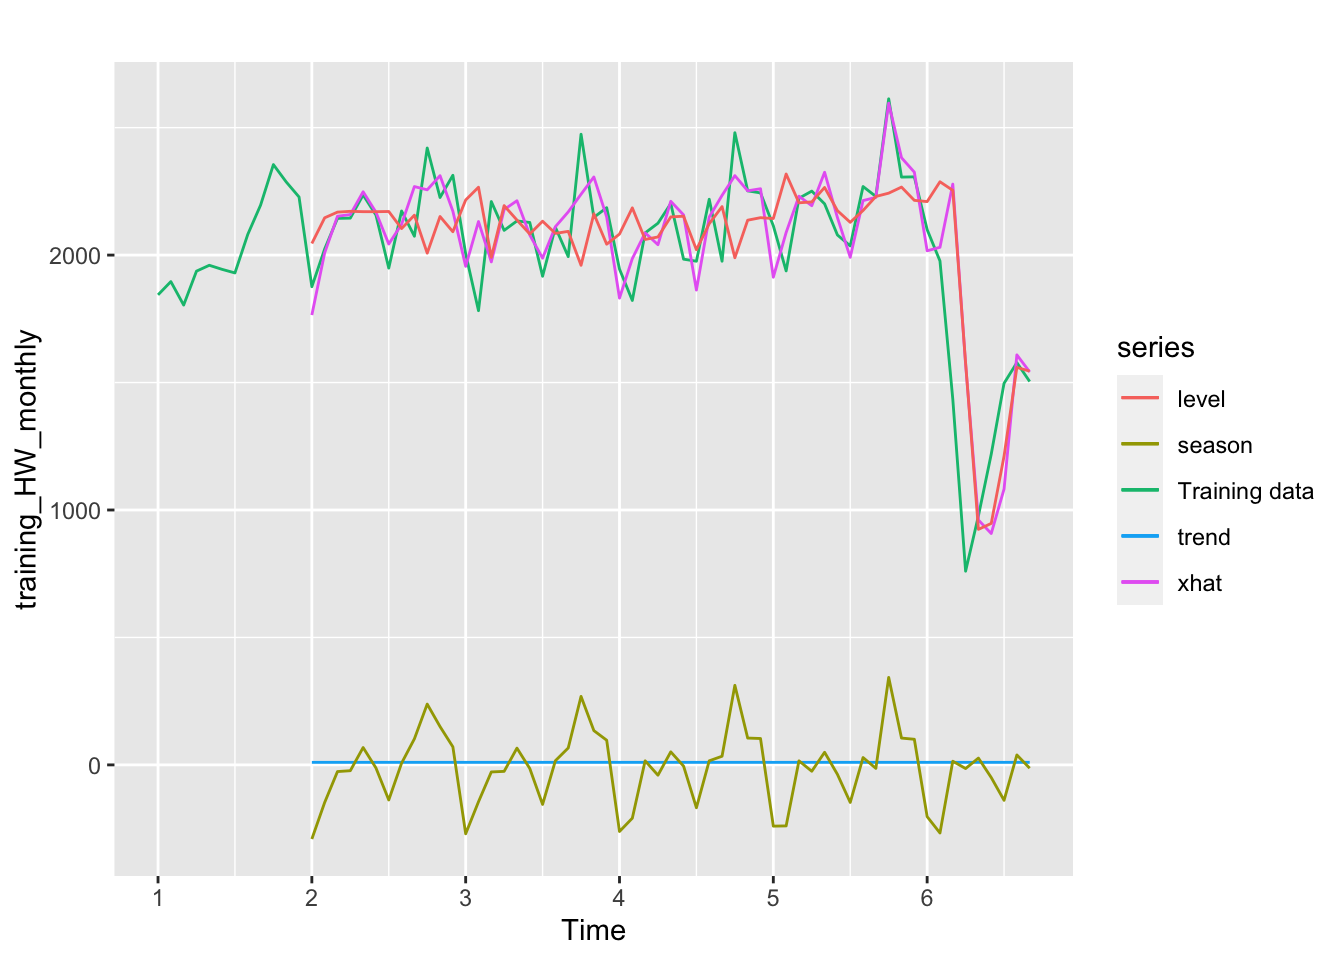 training_HW_monthly
2000
1000
0
1
2
3
4
5
6
Time
series
level
season
Training data
trend
xhat